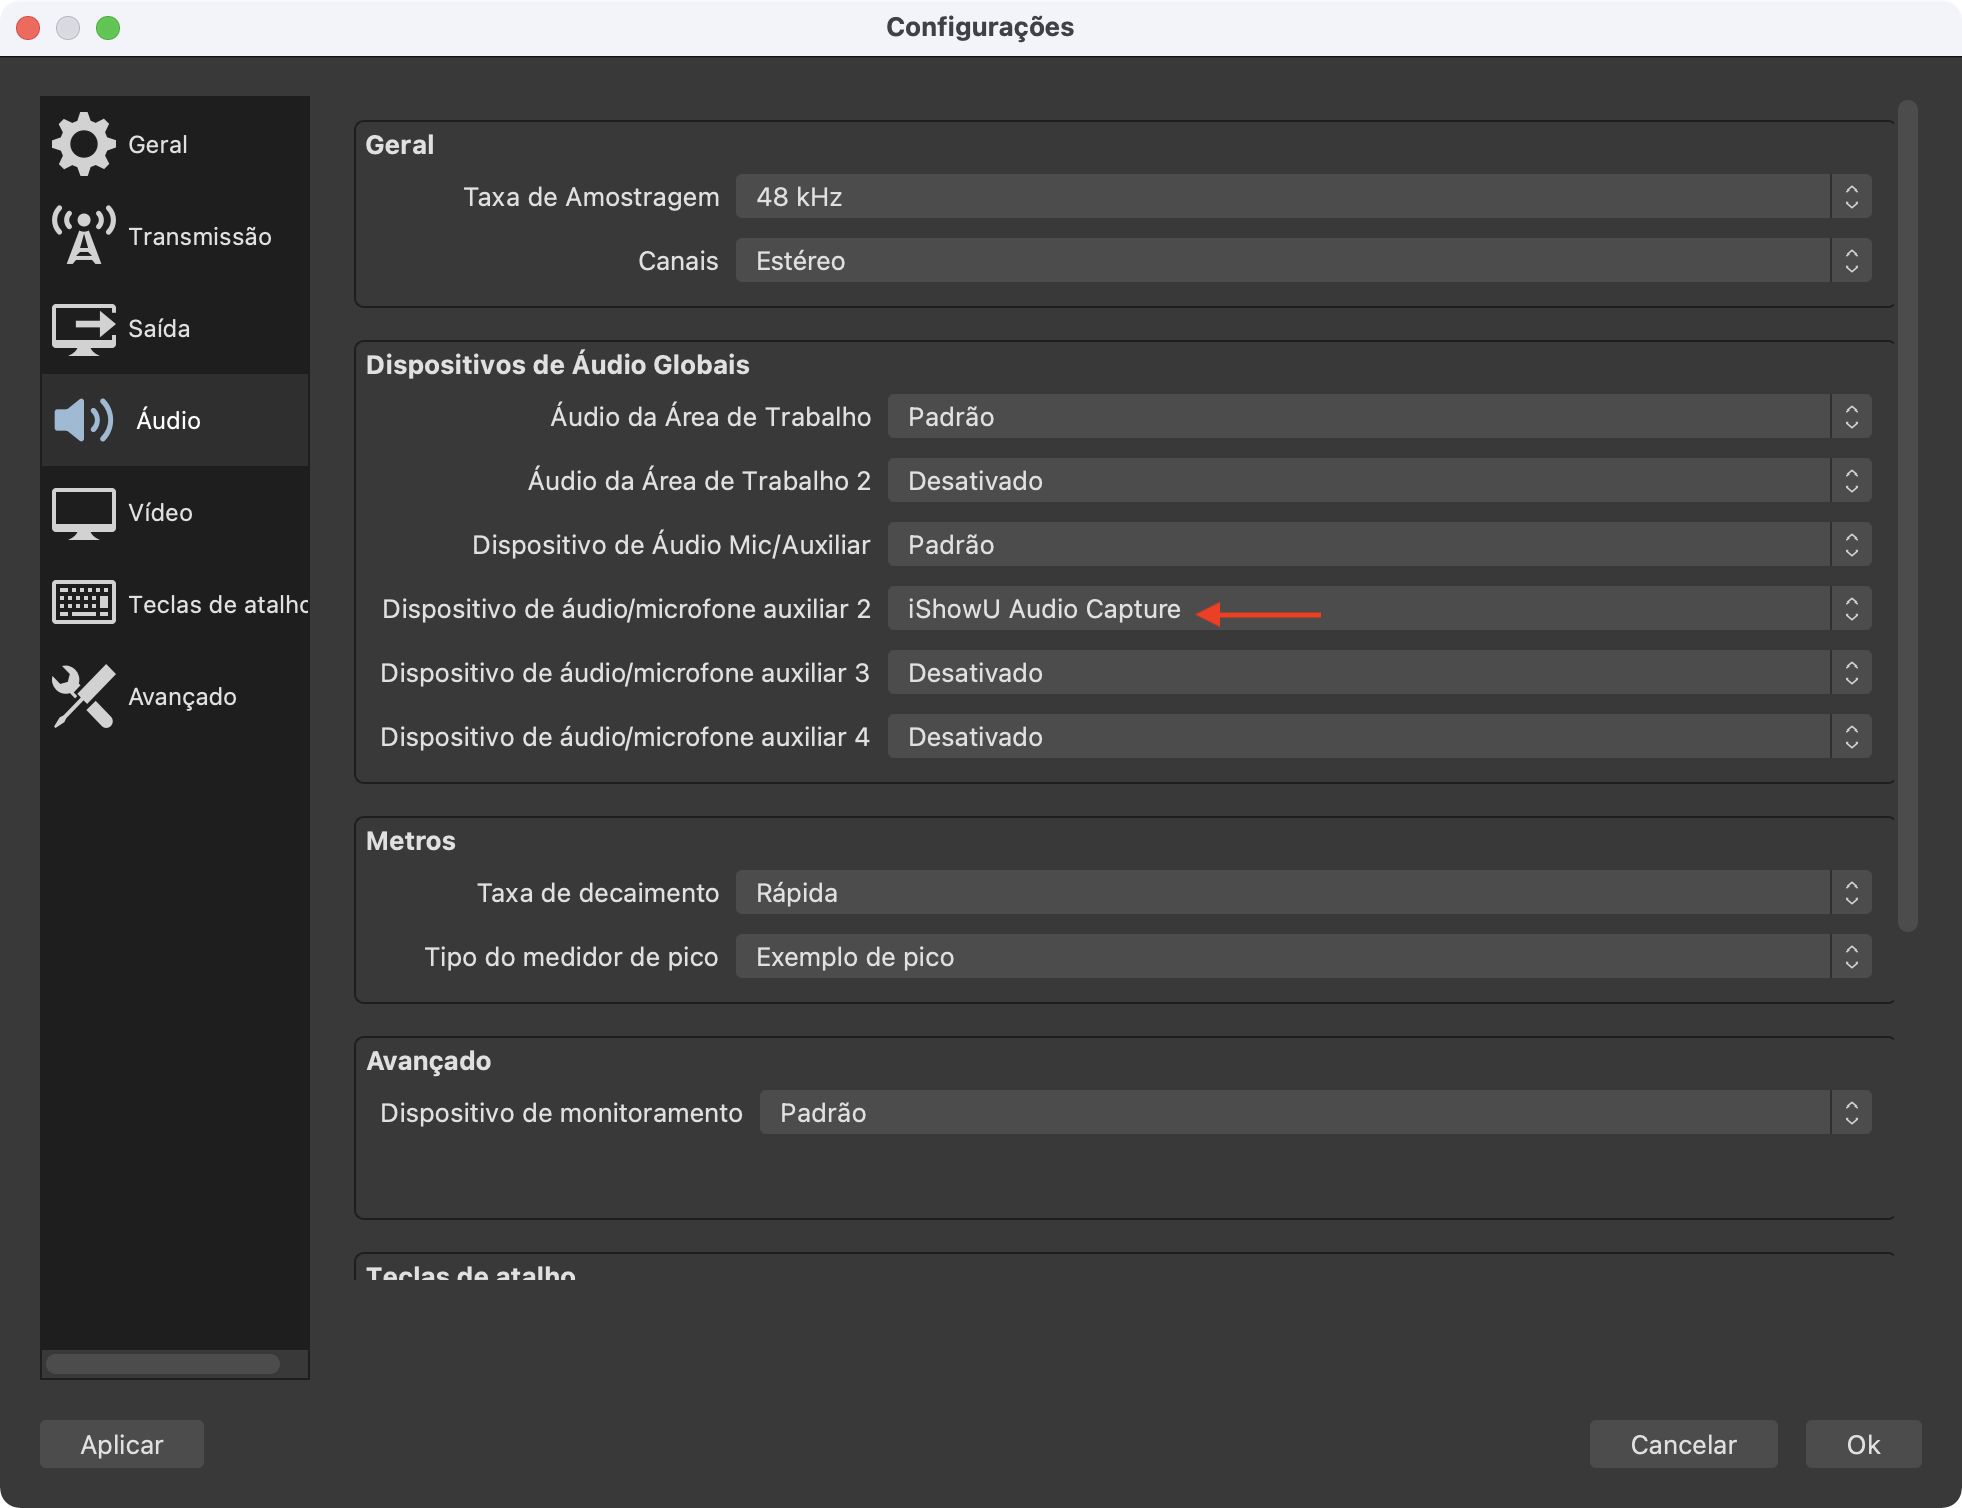 Configurações
Geral
Transmissão
Saída
Áudio
Vídeo
Teclas de atalho
Avançado
Geral
Taxa de Amostragem 48 kHz
Canais Estéreo
Dispositivos de Áudio Globais
Áudio da Área de Trabalho Padrão
Áudio da Área de Trabalho 2 Desativado
Dispositivo de Áudio Mic/Auxiliar Padrão
Dispositivo de áudio/microfone auxiliar 2 iShowU Audio Capture
Dispositivo de áudio/microfone auxiliar 3 Desativado
Dispositivo de áudio/microfone auxiliar 4 Desativado
Metros
Taxa de decaimento Rápida
Tipo do medidor de pico Exemplo de pico
Avançado
Dispositivo de monitoramento Padrão
Teclas de atalho
Aplicar Cancelar Ok